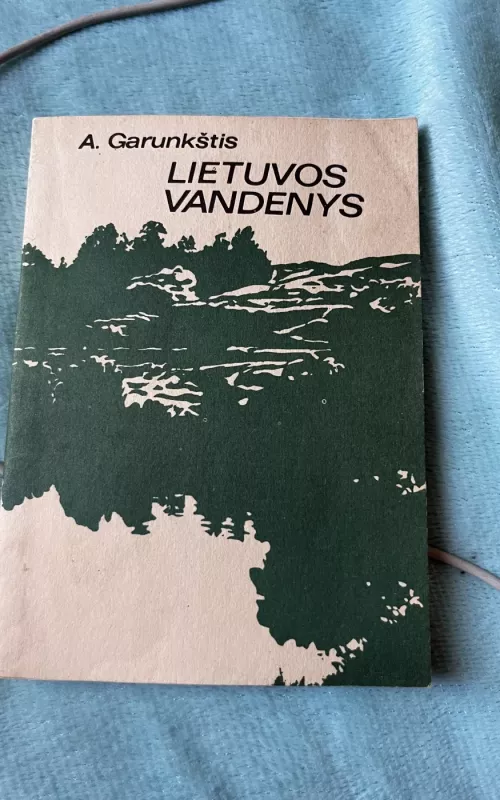 A. Garunkštis
LIETUVOS
VANDENYS